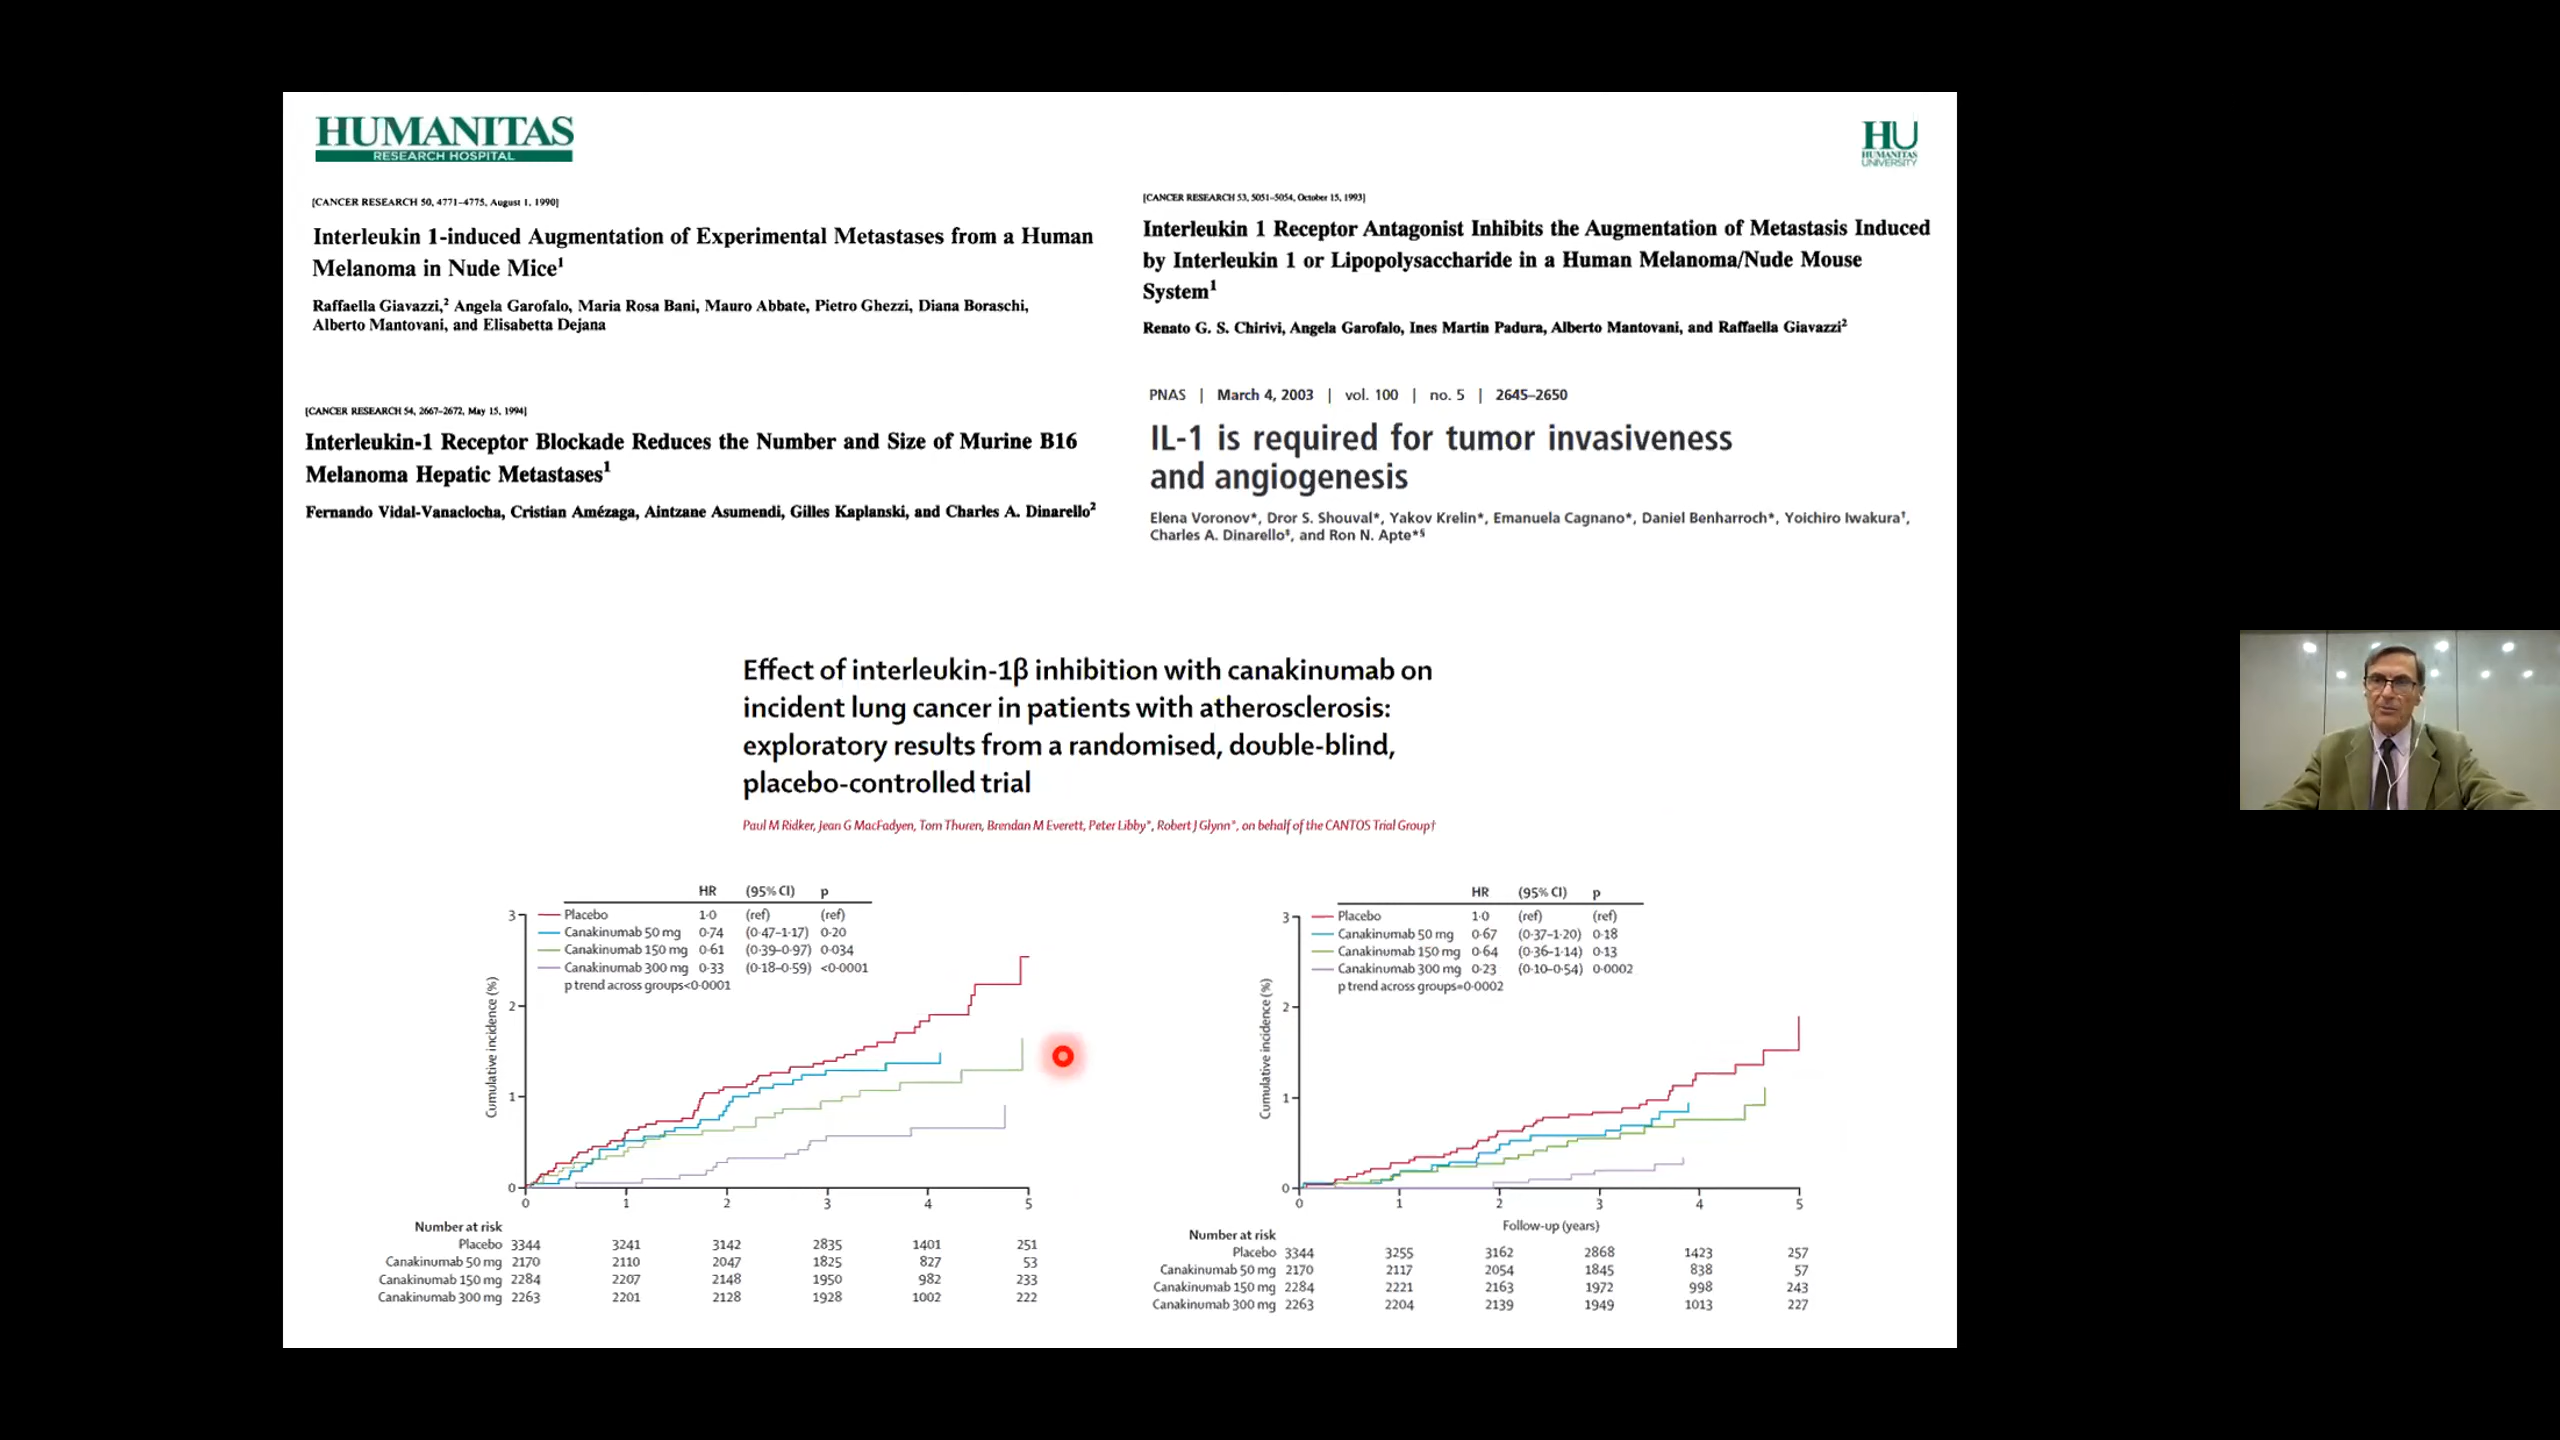 HUMANITAS
RESEARCH HOSPITAL
HU
HUMANITAS
UNIVERSITY
[CANCER RESEARCH 50, 4771–4775, August 1, 1990]
Interleukin 1-induced Augmentation of Experimental Metastases from a Human
Melanoma in Nude Mice¹
Raffaella Giavazzi,² Angela Garofalo, Maria Rosa Bani, Mauro Abbate, Pietro Ghezzi, Diana Boraschi,
Alberto Mantovani, and Elisabetta Dejana
[CANCER RESEARCH 53, 5051–5054, October 15, 1993]
Interleukin 1 Receptor Antagonist Inhibits the Augmentation of Metastasis Induced
by Interleukin 1 or Lipopolysaccharide in a Human Melanoma/Nude Mouse
System¹
Renato G. S. Chirivi, Angela Garofalo, Ines Martin Padura, Alberto Mantovani, and Raffaella Giavazzi²
[CANCER RESEARCH 54, 2667–2672, May 15, 1994]
Interleukin-1 Receptor Blockade Reduces the Number and Size of Murine B16
Melanoma Hepatic Metastases¹
Fernando Vidal-Vanaclocha, Cristian Amézaga, Aintzane Asumendi, Gilles Kaplanski, and Charles A. Dinarello²
PNAS | March 4, 2003 | vol. 100 | no. 5 | 2645–2650
IL-1 is required for tumor invasiveness
and angiogenesis
Elena Voronov*, Dror S. Shouval*, Yakov Krelin*, Emanuela Cagnano*, Daniel Benharroch*, Yoichiro Iwakura†,
Charles A. Dinarello‡, and Ron N. Apte*§
Effect of interleukin-1β inhibition with canakinumab on
incident lung cancer in patients with atherosclerosis:
exploratory results from a randomised, double-blind,
placebo-controlled trial
Paul M Ridker, Jean G MacFadyen, Tom Thuren, Brendan M Everett, Peter Libby*, Robert J Glynn*, on behalf of the CANTOS Trial Group†
HR (95% CI) p
Placebo 1·0 (ref) (ref)
Canakinumab 50 mg 0·74 (0·47–1·17) 0·20
Canakinumab 150 mg 0·61 (0·39–0·97) 0·034
Canakinumab 300 mg 0·33 (0·18–0·59) <0·0001
p trend across groups<0·0001
Cumulative incidence (%)
3
2
1
0
0 1 2 3 4 5
Number at risk
Placebo 3344 3241 3142 2835 1401 251
Canakinumab 50 mg 2170 2110 2047 1825 827 53
Canakinumab 150 mg 2284 2207 2148 1950 982 233
Canakinumab 300 mg 2263 2201 2128 1928 1002 222
HR (95% CI) p
Placebo 1·0 (ref) (ref)
Canakinumab 50 mg 0·67 (0·37–1·20) 0·18
Canakinumab 150 mg 0·64 (0·36–1·14) 0·13
Canakinumab 300 mg 0·23 (0·10–0·54) 0·0002
p trend across groups=0·0002
Cumulative incidence (%)
3
2
1
0
0 1 2 3 4 5
Follow-up (years)
Number at risk
Placebo 3344 3255 3162 2868 1423 257
Canakinumab 50 mg 2170 2117 2054 1845 838 57
Canakinumab 150 mg 2284 2221 2163 1972 998 243
Canakinumab 300 mg 2263 2204 2139 1949 1013 227